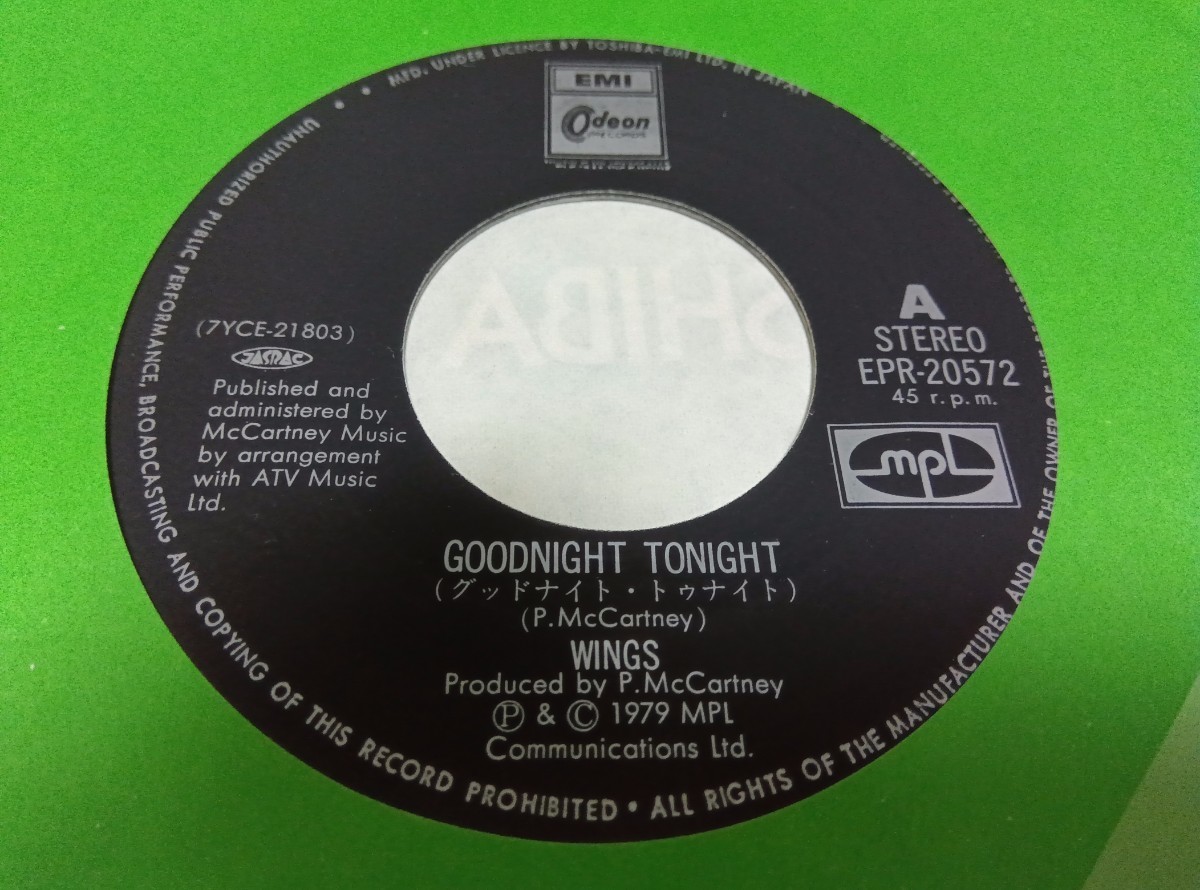 MFD. UNDER LICENCE BY TOSHIBA-EMI LTD. IN JAPAN
EMI
Odeon
SHIBA
(7YCE-21803)
JASRAC
Published and
administered by
McCartney Music
by arrangement
with ATV Music
Ltd.
A
STEREO
EPR-20572
45 r.p.m.
mpl
GOODNIGHT TONIGHT
(グッドナイト・トゥナイト)
(P.McCartney)
WINGS
Produced by P.McCartney
Ⓟ & © 1979 MPL
Communications Ltd.
UNAUTHORIZED PUBLIC PERFORMANCE, BROADCASTING AND COPYING OF THIS RECORD PROHIBITED • ALL RIGHTS OF THE MANUFACTURER AND OF THE OWNER OF THE